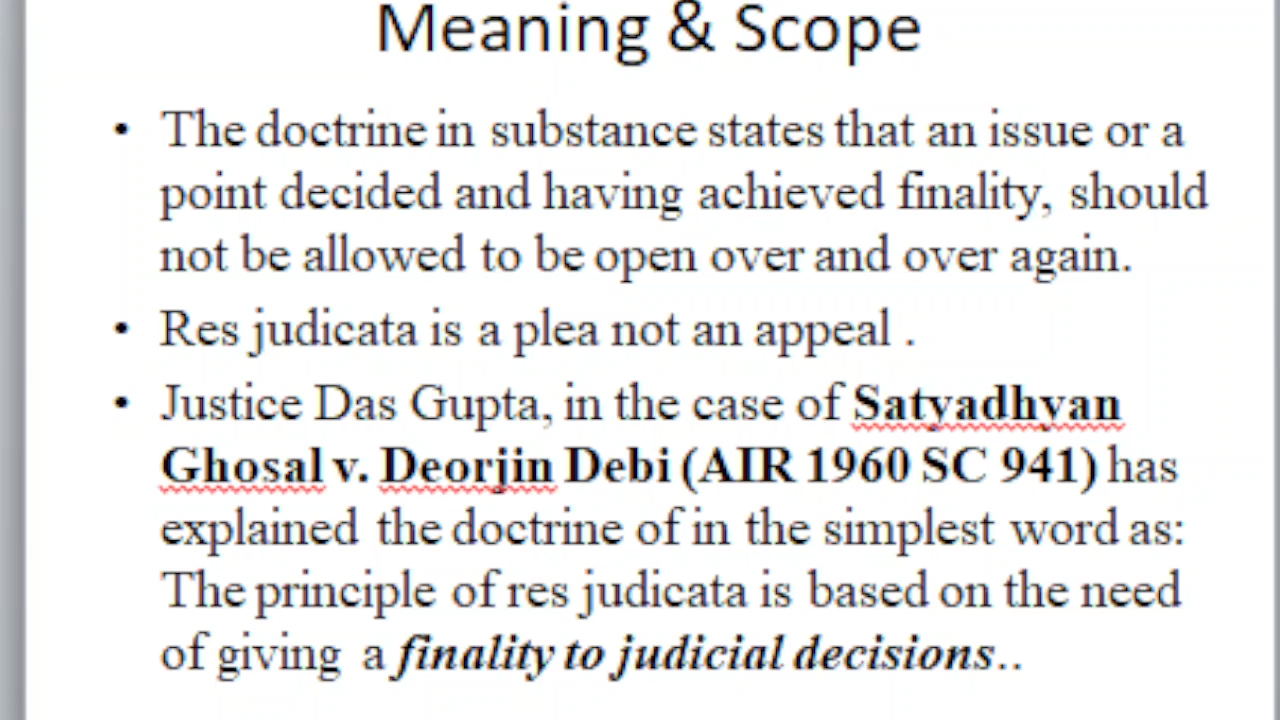 Meaning & Scope
• The doctrine in substance states that an issue or a
point decided and having achieved finality, should
not be allowed to be open over and over again.
• Res judicata is a plea not an appeal .
• Justice Das Gupta, in the case of Satyadhyan
Ghosal v. Deorjin Debi (AIR 1960 SC 941) has
explained the doctrine of in the simplest word as:
The principle of res judicata is based on the need
of giving a finality to judicial decisions..